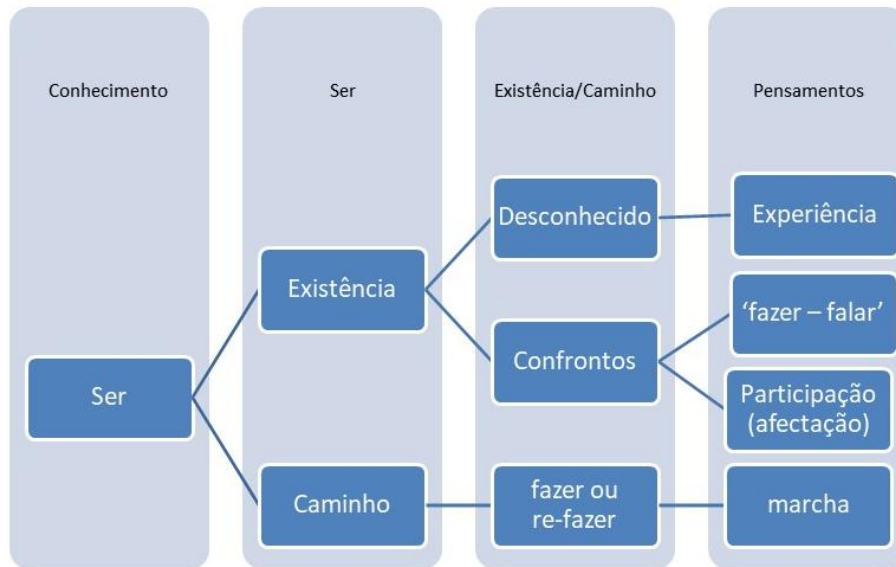 Conhecimento
Ser
Existência/Caminho
Pensamentos
Desconhecido
Experiência
Existência
‘fazer – falar’
Confrontos
Ser
Participação
(afectação)
Caminho
fazer ou
re-fazer
marcha